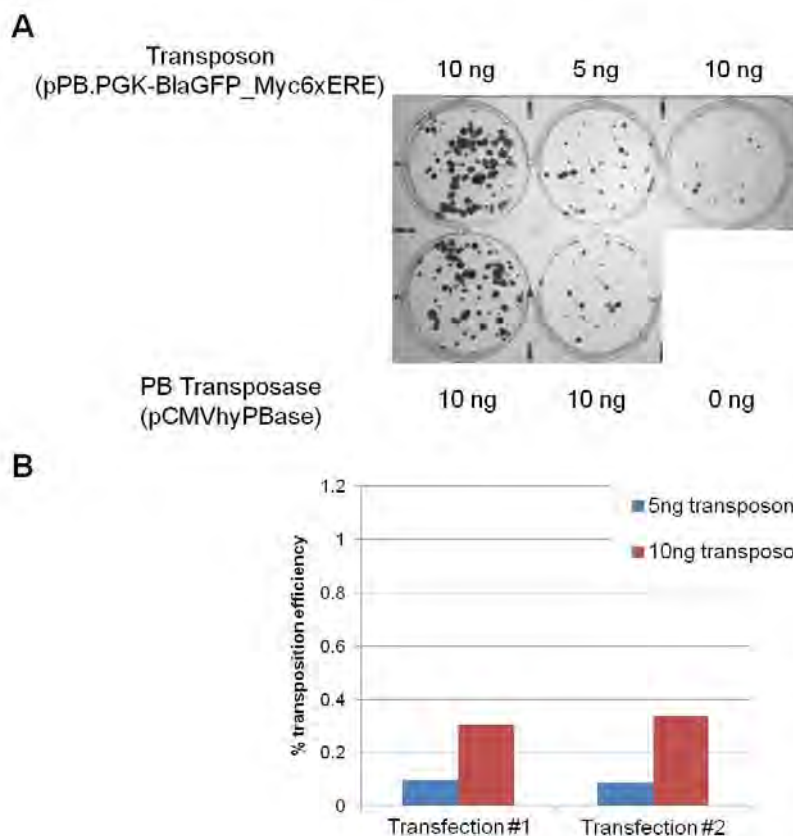 A
Transposon
(pPB.PGK-BlaGFP_Myc6xERE)
10 ng 5 ng 10 ng
PB Transposase
(pCMVhyPBase)
10 ng 10 ng 0 ng
B
% transposition efficiency
1.2
1
0.8
0.6
0.4
0.2
0
5ng transposon
10ng transposo
Transfection #1 Transfection #2